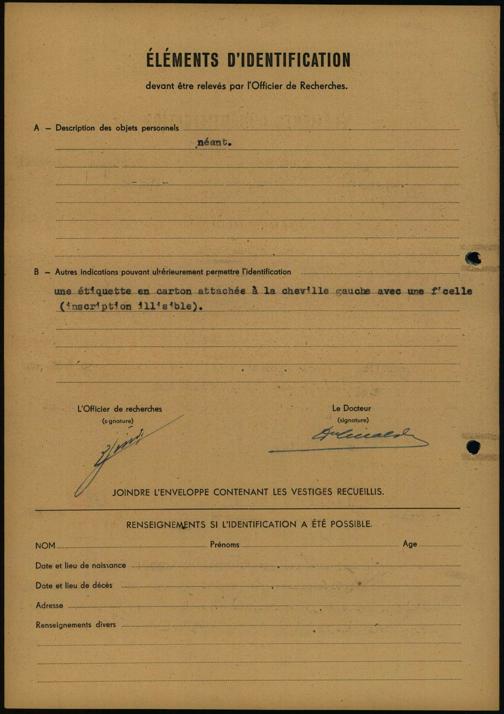 ÉLÉMENTS D'IDENTIFICATION
devant être relevés par l'Officier de Recherches.
A – Description des objets personnels
néant.
B – Autres indications pouvant ultérieurement permettre l'identification
une étiquette en carton attachée à la cheville gauche avec une f'celle
(inscription illisible).
L'Officier de recherches
(signature)
Le Docteur
(signature)
JOINDRE L'ENVELOPPE CONTENANT LES VESTIGES RECUEILLIS.
RENSEIGNEMENTS SI L'IDENTIFICATION A ÉTÉ POSSIBLE.
NOM Prénoms Age
Date et lieu de naissance
Date et lieu de décès
Adresse
Renseignements divers